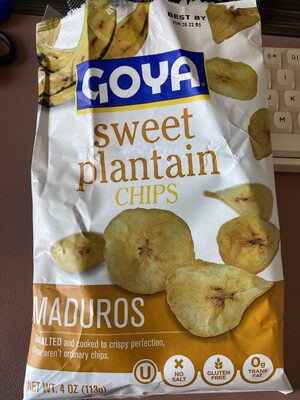 BEST BY
GOYA
sweet
plantain
CHIPS
MADUROS
UNSALTED and cooked to crispy perfection,
these aren't ordinary chips.
NET WT. 4 OZ (113g)
U
NO
SALT
GLUTEN
FREE
0g
TRANS
FAT